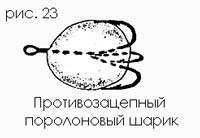 рис. 23
Противозацепный
поролоновый шарик